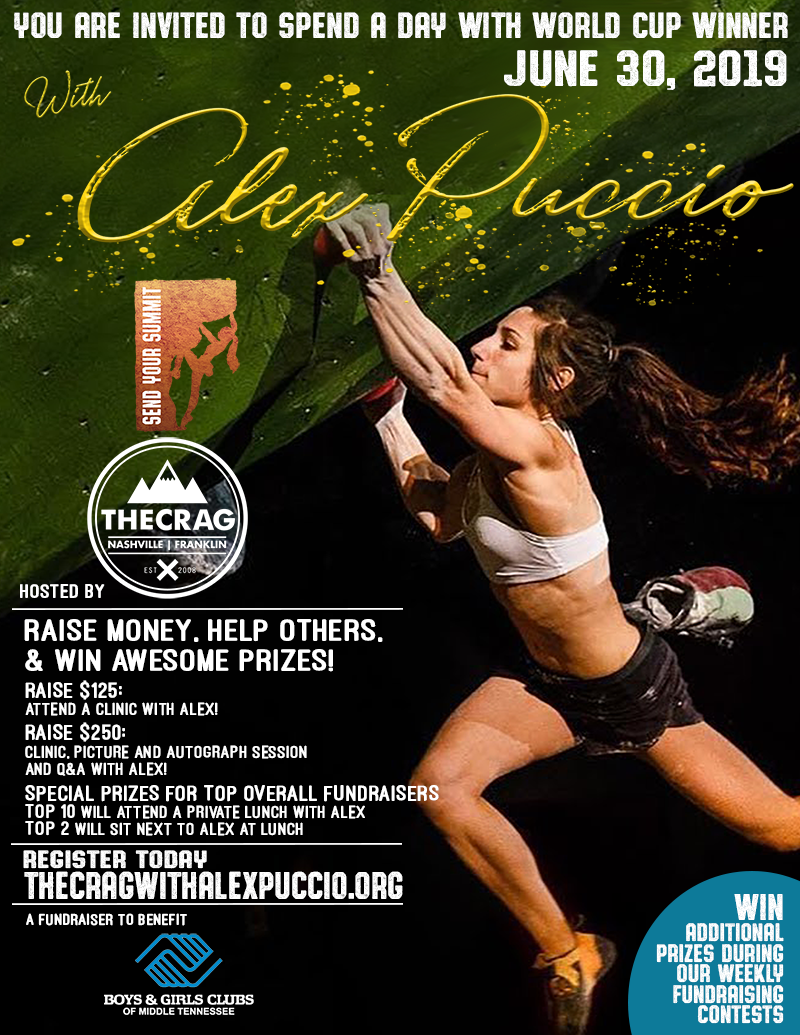 YOU ARE INVITED TO SPEND A DAY WITH WORLD CUP WINNER
JUNE 30, 2019
With
Alex Puccio
SEND YOUR SUMMIT
THECRAG
NASHVILLE | FRANKLIN
EST 2006
HOSTED BY
RAISE MONEY, HELP OTHERS,
& WIN AWESOME PRIZES!
RAISE $125:
ATTEND A CLINIC WITH ALEX!
RAISE $250:
CLINIC, PICTURE AND AUTOGRAPH SESSION
AND Q&A WITH ALEX!
SPECIAL PRIZES FOR TOP OVERALL FUNDRAISERS
TOP 10 WILL ATTEND A PRIVATE LUNCH WITH ALEX
TOP 2 WILL SIT NEXT TO ALEX AT LUNCH
REGISTER TODAY
THECRAGWITHALEXPUCCIO.ORG
A FUNDRAISER TO BENEFIT
BOYS & GIRLS CLUBS
OF MIDDLE TENNESSEE
WIN
ADDITIONAL
PRIZES DURING
OUR WEEKLY
FUNDRAISING
CONTESTS